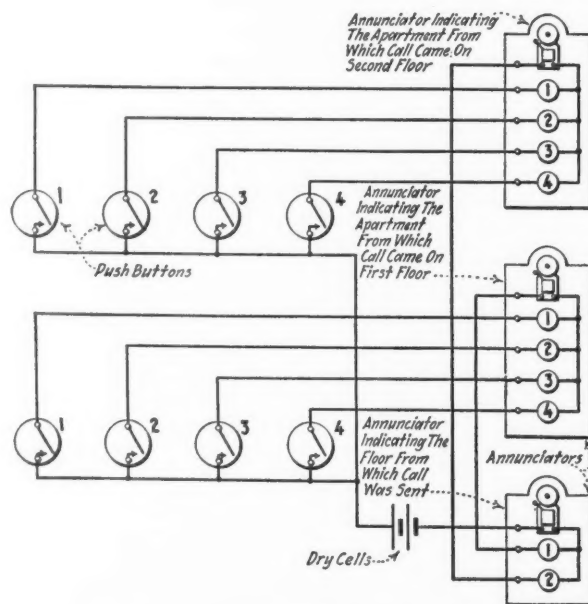 Annunciator Indicating
The Apartment From
Which Call Came On
Second Floor
1
2
3
4
1
2
3
4
Push Buttons
Annunciator
Indicating The
Apartment
From Which
Call Came On
First Floor
1
2
3
4
1
2
3
4
Annunciator
Indicating The
Floor From
Which Call
Was Sent
Annunciators
Dry Cells
1
2